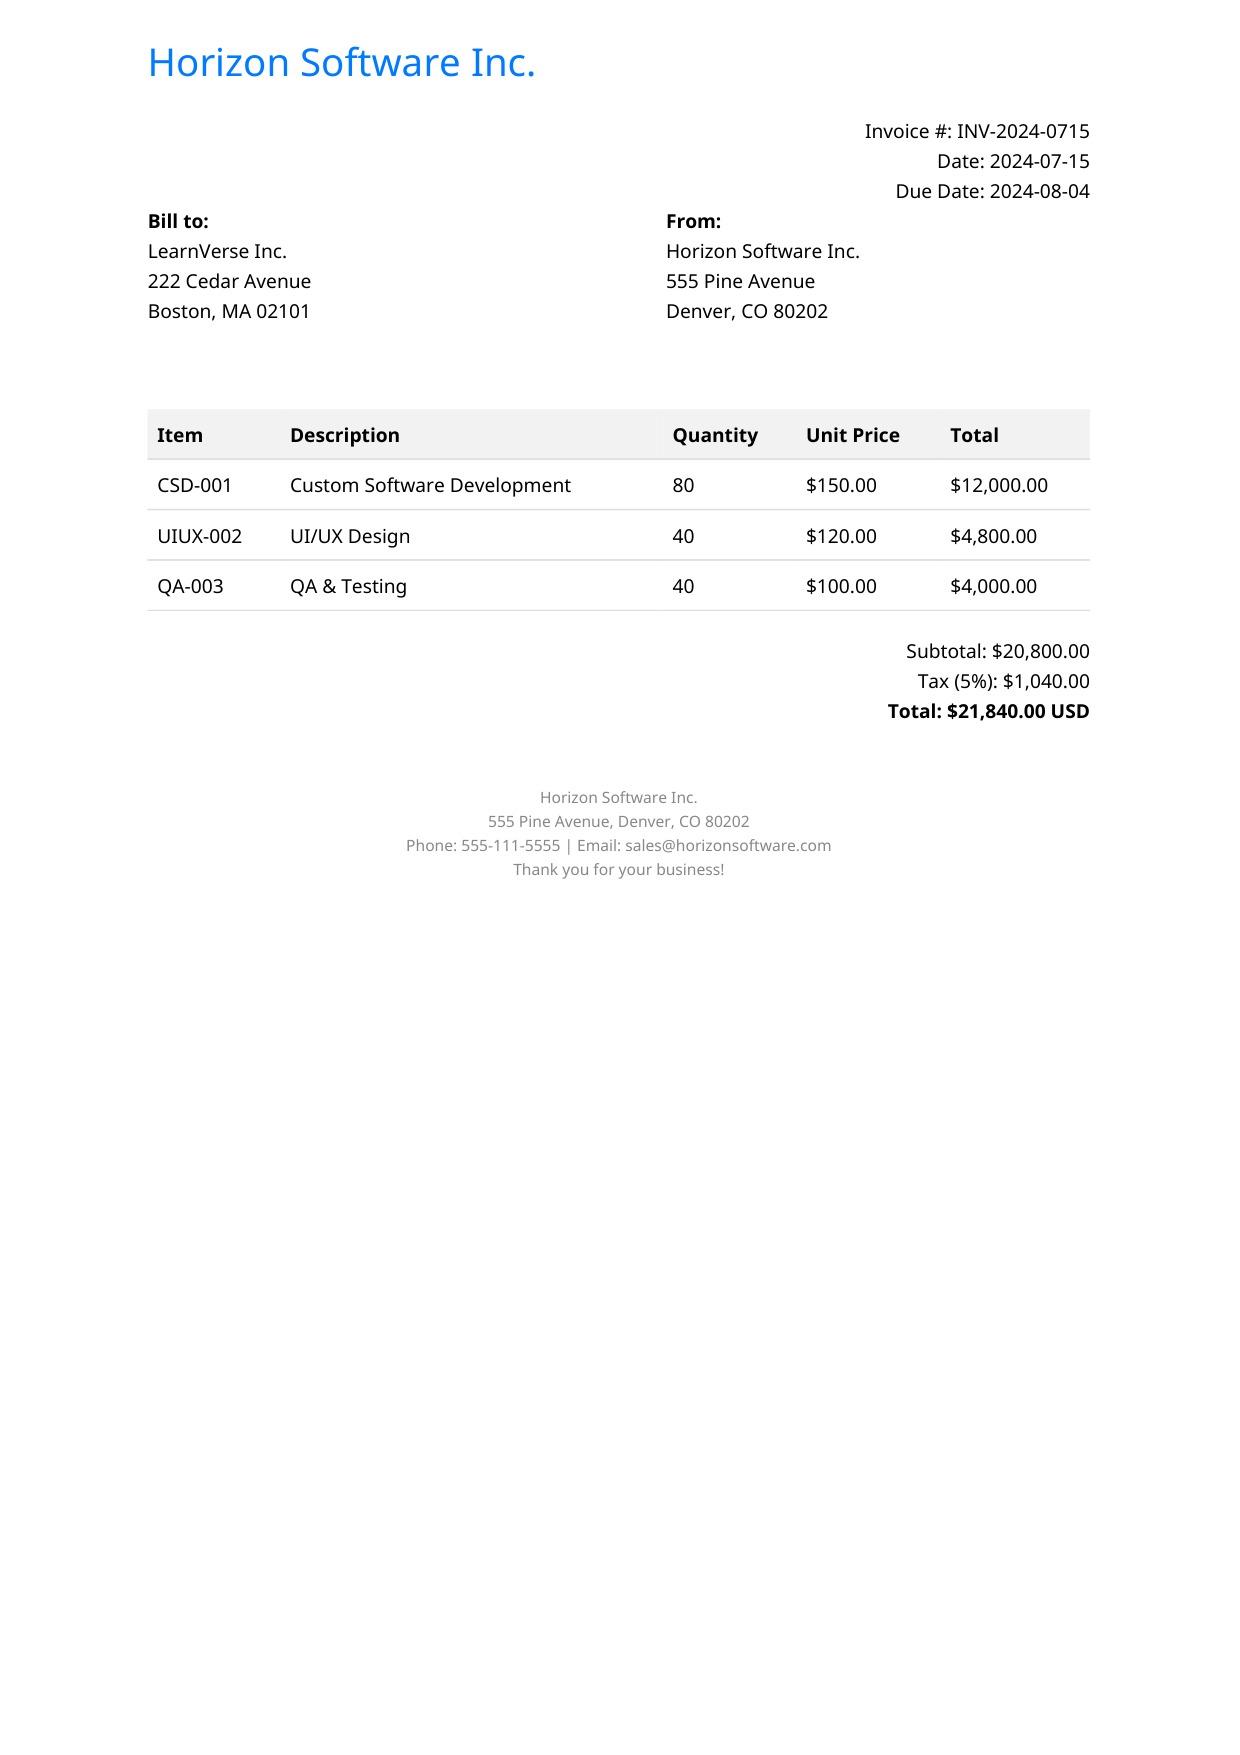 Horizon Software Inc.
Invoice #: INV-2024-0715
Date: 2024-07-15
Due Date: 2024-08-04
Bill to:
LearnVerse Inc.
222 Cedar Avenue
Boston, MA 02101
From:
Horizon Software Inc.
555 Pine Avenue
Denver, CO 80202
Item Description Quantity Unit Price Total
CSD-001 Custom Software Development 80 $150.00 $12,000.00
UIUX-002 UI/UX Design 40 $120.00 $4,800.00
QA-003 QA & Testing 40 $100.00 $4,000.00
Subtotal: $20,800.00
Tax (5%): $1,040.00
Total: $21,840.00 USD
Horizon Software Inc.
555 Pine Avenue, Denver, CO 80202
Phone: 555-111-5555 | Email: sales@horizonsoftware.com
Thank you for your business!